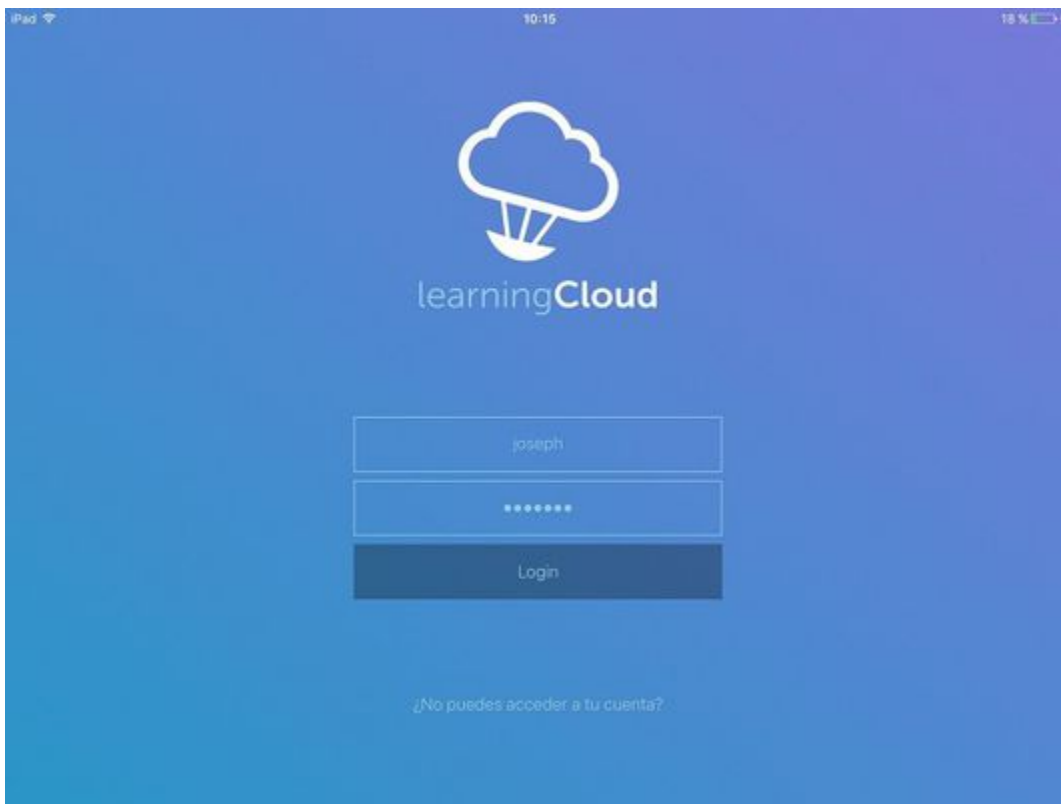 iPad 10:15 18 %
learningCloud
joseph
•••••••
Login
¿No puedes acceder a tu cuenta?